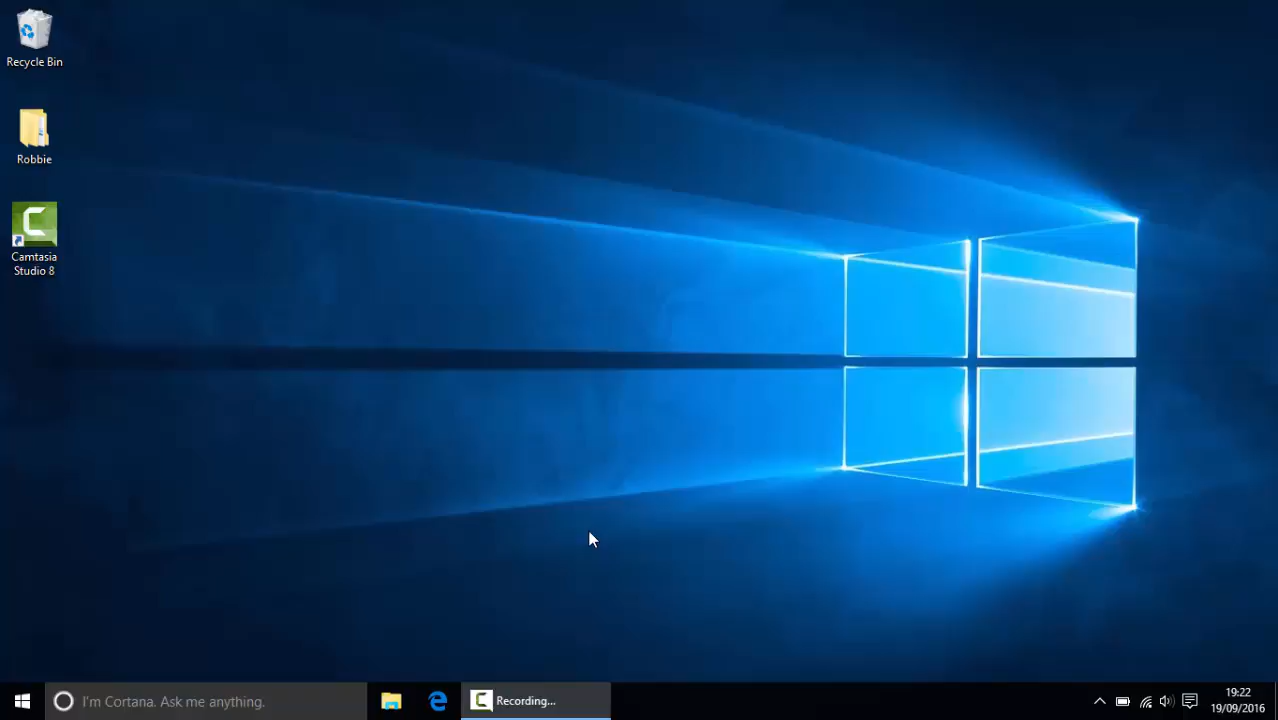 Recycle Bin
Robbie
Camtasia
Studio 8
I'm Cortana. Ask me anything.
Recording...
19:22
19/09/2016